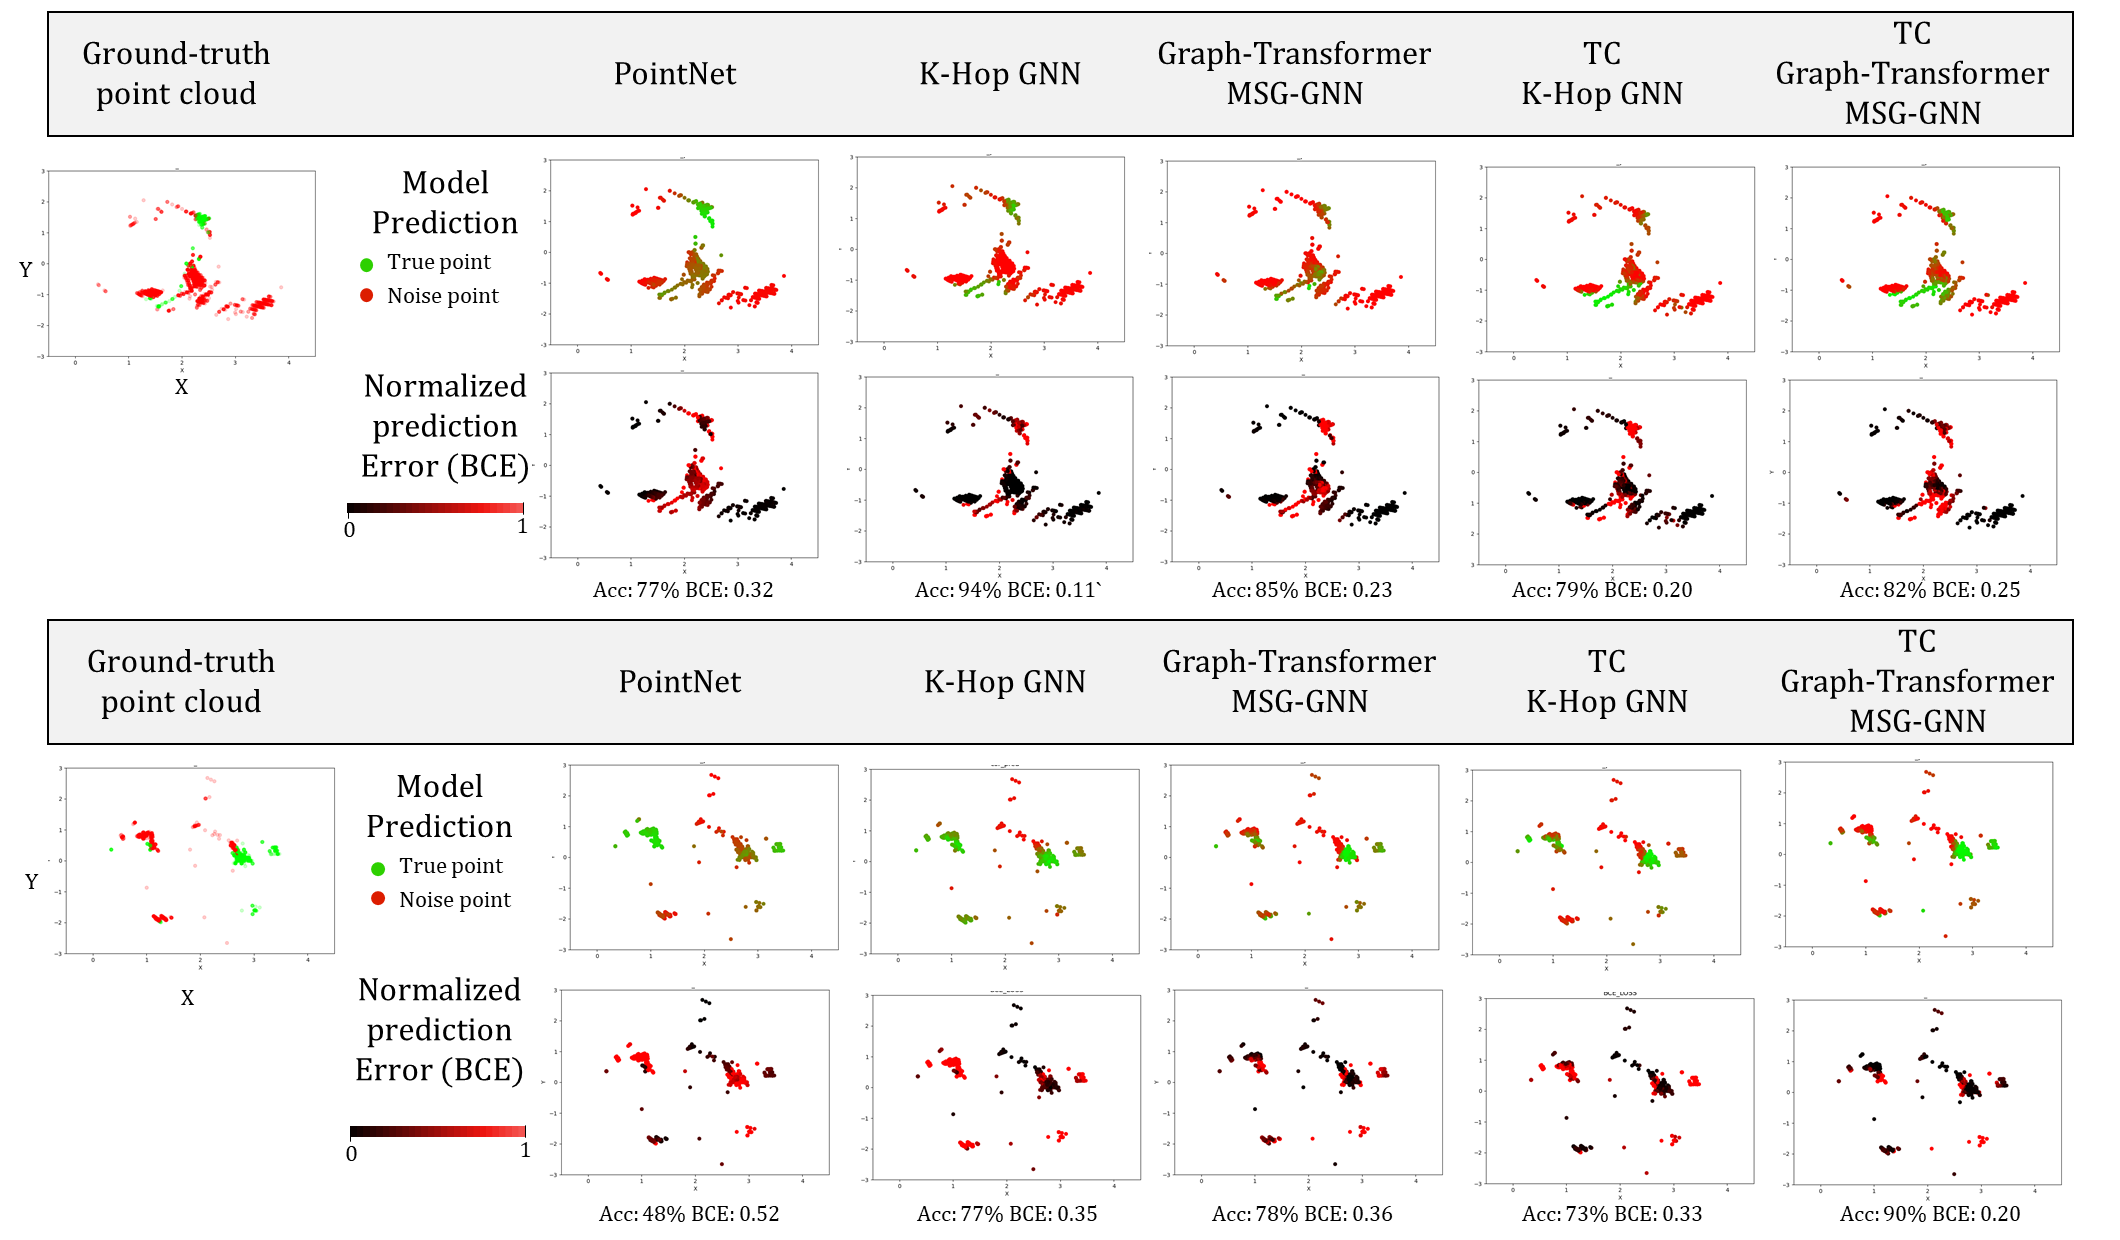 Ground-truth
point cloud
PointNet
K-Hop GNN
Graph-Transformer
MSG-GNN
TC
K-Hop GNN
TC
Graph-Transformer
MSG-GNN
Model
Prediction
True point
Noise point
Y
X
Normalized
prediction
Error (BCE)
0
1
Acc: 77% BCE: 0.32
Acc: 94% BCE: 0.11`
Acc: 85% BCE: 0.23
Acc: 79% BCE: 0.20
Acc: 82% BCE: 0.25
Ground-truth
point cloud
PointNet
K-Hop GNN
Graph-Transformer
MSG-GNN
TC
K-Hop GNN
TC
Graph-Transformer
MSG-GNN
Model
Prediction
True point
Noise point
Y
X
Normalized
prediction
Error (BCE)
0
1
Acc: 48% BCE: 0.52
Acc: 77% BCE: 0.35
Acc: 78% BCE: 0.36
Acc: 73% BCE: 0.33
Acc: 90% BCE: 0.20